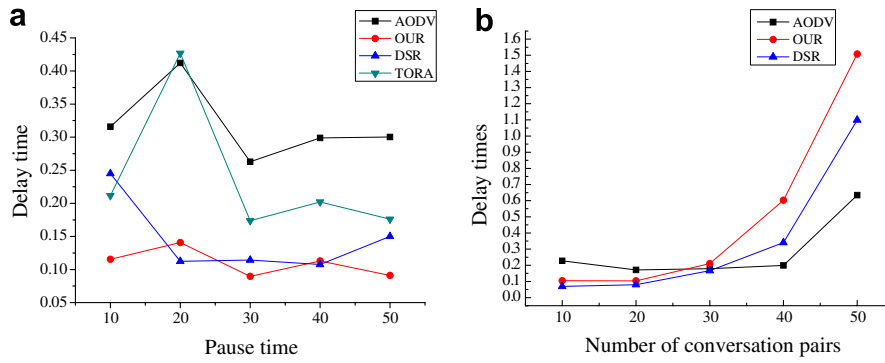 a
AODV
OUR
DSR
TORA
0.45
0.40
0.35
0.30
0.25
0.20
0.15
0.10
0.05
Delay time
10
20
30
40
50
Pause time
b
AODV
OUR
DSR
1.6
1.5
1.4
1.3
1.2
1.1
1.0
0.9
0.8
0.7
0.6
0.5
0.4
0.3
0.2
0.1
0.0
Delay times
10
20
30
40
50
Number of conversation pairs